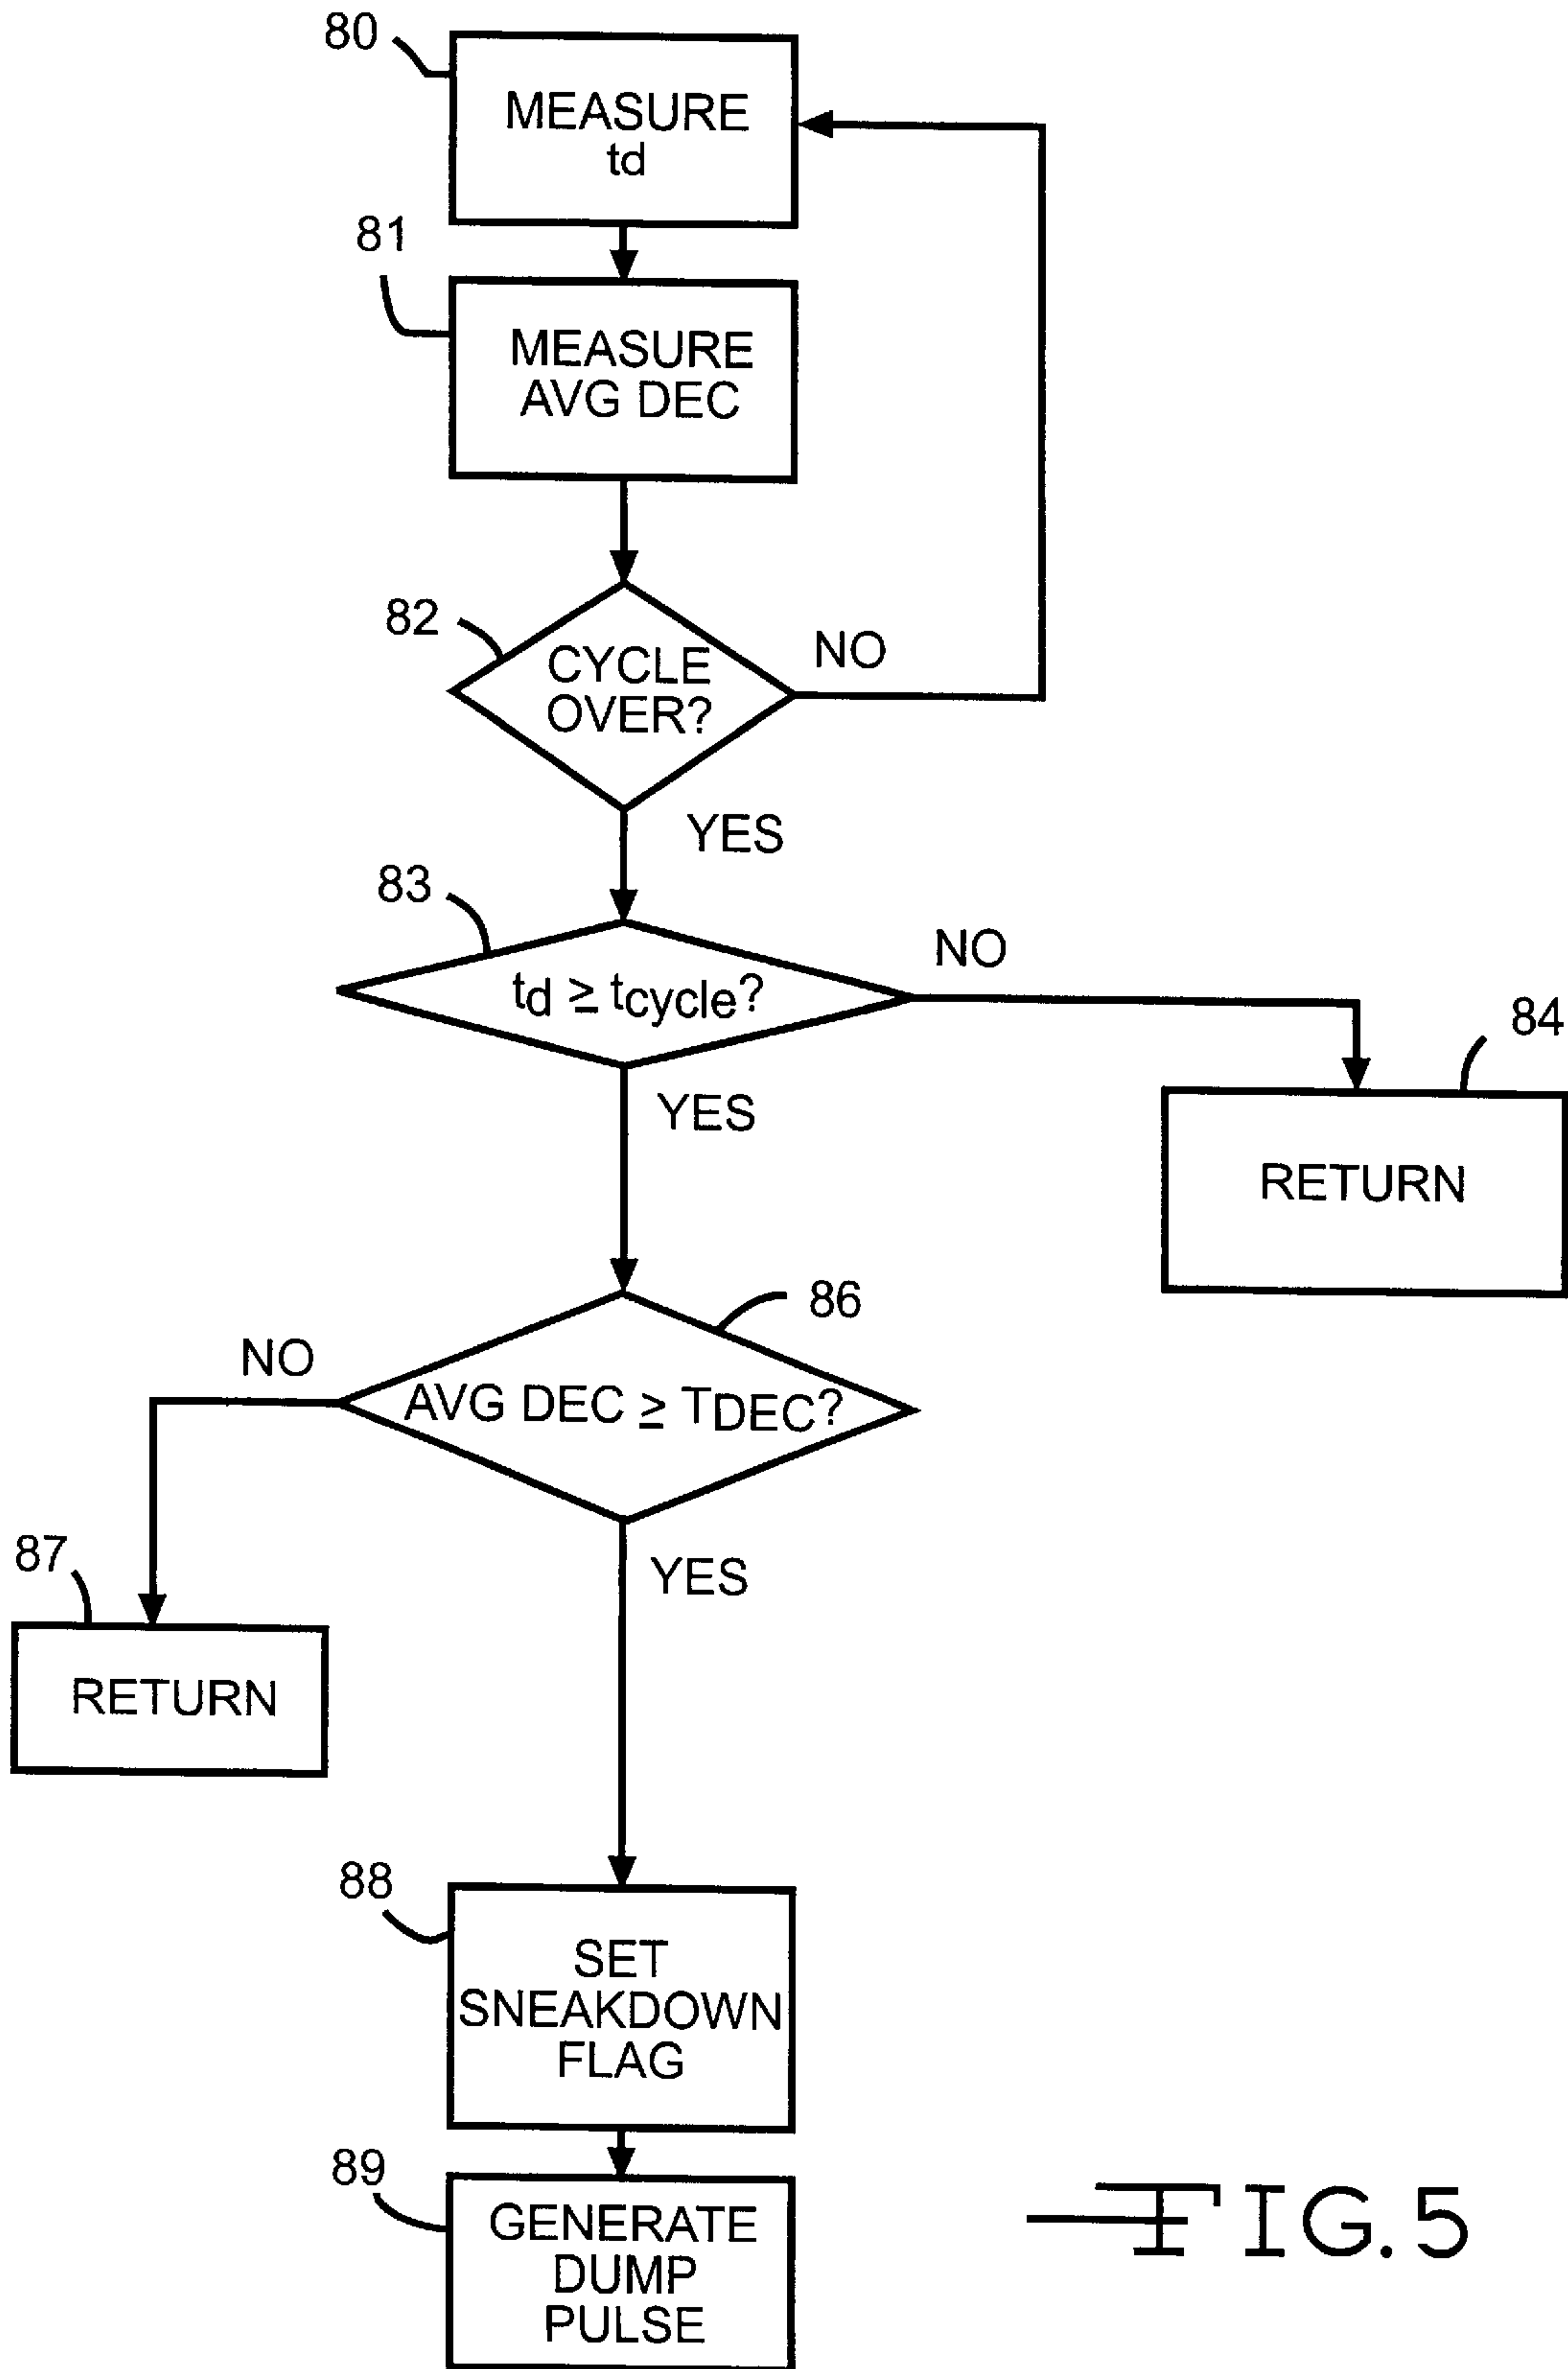 80
MEASURE
td
81
MEASURE
AVG DEC
82
CYCLE
OVER?
NO
YES
83
td ≥ tcycle?
NO
84
YES
RETURN
86
NO
AVG DEC ≥ TDEC?
87
YES
RETURN
88
SET
SNEAKDOWN
FLAG
89
GENERATE
DUMP
PULSE
FIG. 5